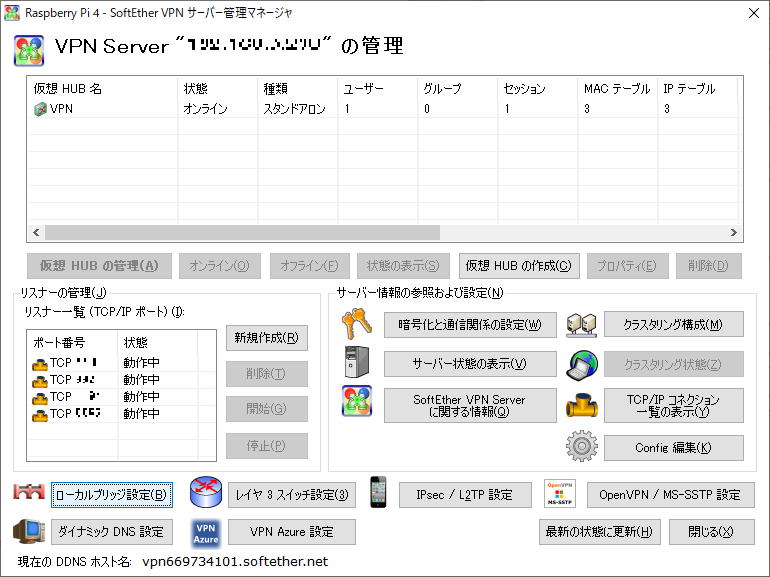 Raspberry Pi 4 - SoftEther VPN サーバー管理マネージャ
VPN Server " " の管理
仮想 HUB 名 状態 種類 ユーザー グループ セッション MAC テーブル IP テーブル
VPN オンライン スタンドアロン 1 0 1 3 3
仮想 HUB の管理(A) オンライン(O) オフライン(F) 状態の表示(S) 仮想 HUB の作成(C) プロパティ(E) 削除(D)
リスナーの管理(J)
リスナー一覧 (TCP/IP ポート) (I):
ポート番号 状態
TCP 動作中
TCP 動作中
TCP 動作中
TCP 動作中
新規作成(R)
削除(T)
開始(G)
停止(P)
サーバー情報の参照および設定(N)
暗号化と通信関係の設定(W)
クラスタリング構成(M)
サーバー状態の表示(V)
クラスタリング状態(Z)
SoftEther VPN Server
に関する情報(Q)
TCP/IP コネクション
一覧の表示(Y)
Config 編集(K)
ローカルブリッジ設定(B)
レイヤ 3 スイッチ設定(3)
IPsec / L2TP 設定
OpenVPN
MS-SSTP
OpenVPN / MS-SSTP 設定
ダイナミック DNS 設定
VPN
Azure
VPN Azure 設定
最新の状態に更新(H)
閉じる(X)
現在の DDNS ホスト名: vpn669734101.softether.net